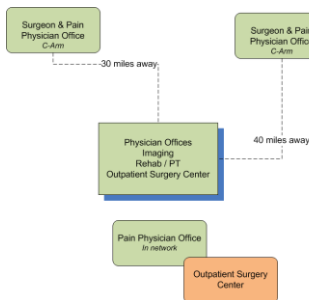 Surgeon & Pain
Physician Office
C-Arm
Surgeon & Pain
Physician Office
C-Arm
30 miles away
40 miles away
Physician Offices
Imaging
Rehab / PT
Outpatient Surgery Center
Pain Physician Office
In network
Outpatient Surgery
Center